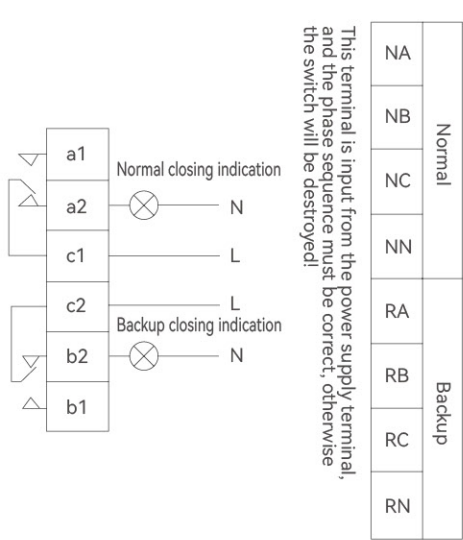 a1
Normal closing indication
a2
N
c1
L
c2
L
Backup closing indication
b2
N
b1
This terminal is input from the power supply terminal,
and the phase sequence must be correct, otherwise
the switch will be destroyed!
NA
NB
NC
NN
Normal
RA
RB
RC
RN
Backup